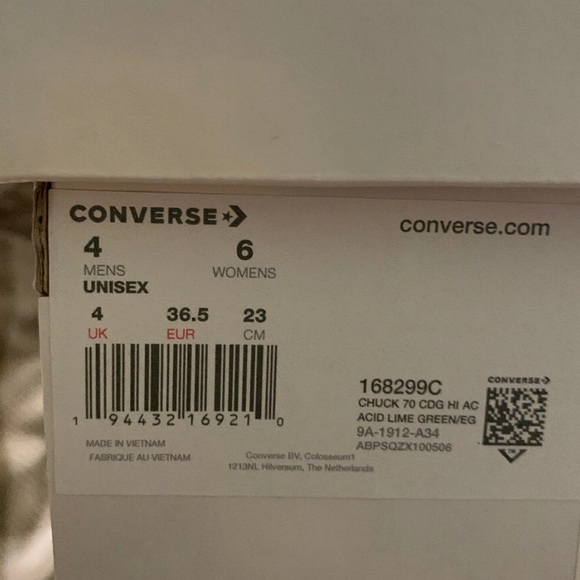 CONVERSE
converse.com
4 6
MENS WOMENS
UNISEX
4 36.5 23
UK EUR CM
1 94432 16921 0
MADE IN VIETNAM
FABRIQUE AU VIETNAM
Converse BV, Colosseum1
1213NL Hilversum, The Netherlands
168299C
CHUCK 70 CDG HI AC
ACID LIME GREEN/EG
9A-1912-A34
ABPSQZX100506
CONVERSE